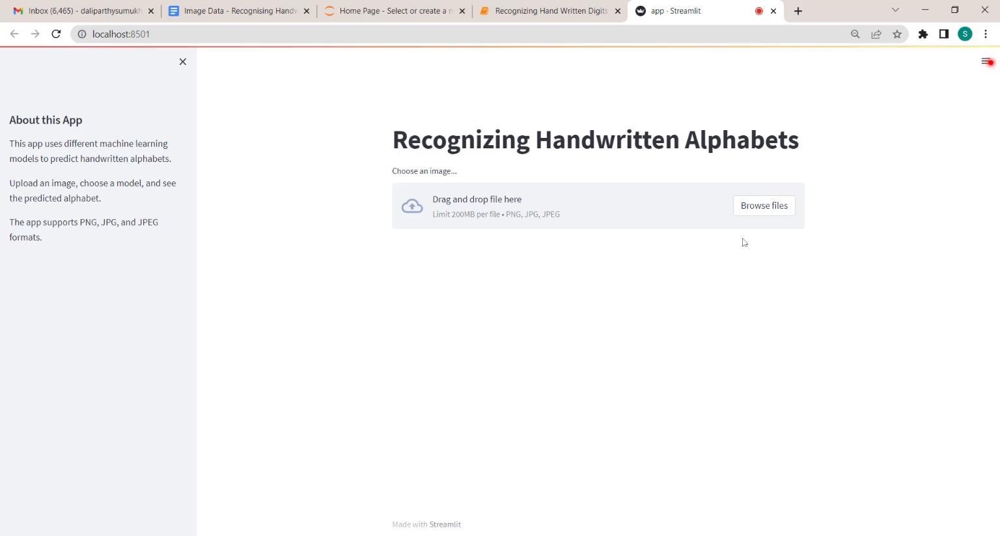 Inbox (6,465) - daliparthysumukh
Image Data - Recognising Handw
Home Page - Select or create a n
Recognizing Hand Written Digits
app · Streamlit
localhost:8501
S
About this App
This app uses different machine learning
models to predict handwritten alphabets.
Upload an image, choose a model, and see
the predicted alphabet.
The app supports PNG, JPG, and JPEG
formats.
Recognizing Handwritten Alphabets
Choose an image...
Drag and drop file here
Limit 200MB per file • PNG, JPG, JPEG
Browse files
Made with Streamlit